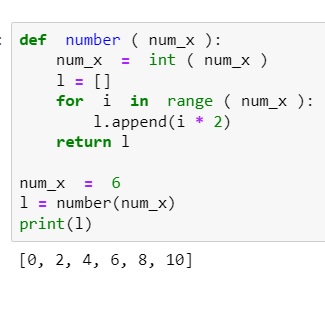 def number ( num_x ):
    num_x = int ( num_x )
    l = []
    for i in range ( num_x ):
        l.append(i * 2)
    return l

num_x = 6
l = number(num_x)
print(l)
[0, 2, 4, 6, 8, 10]